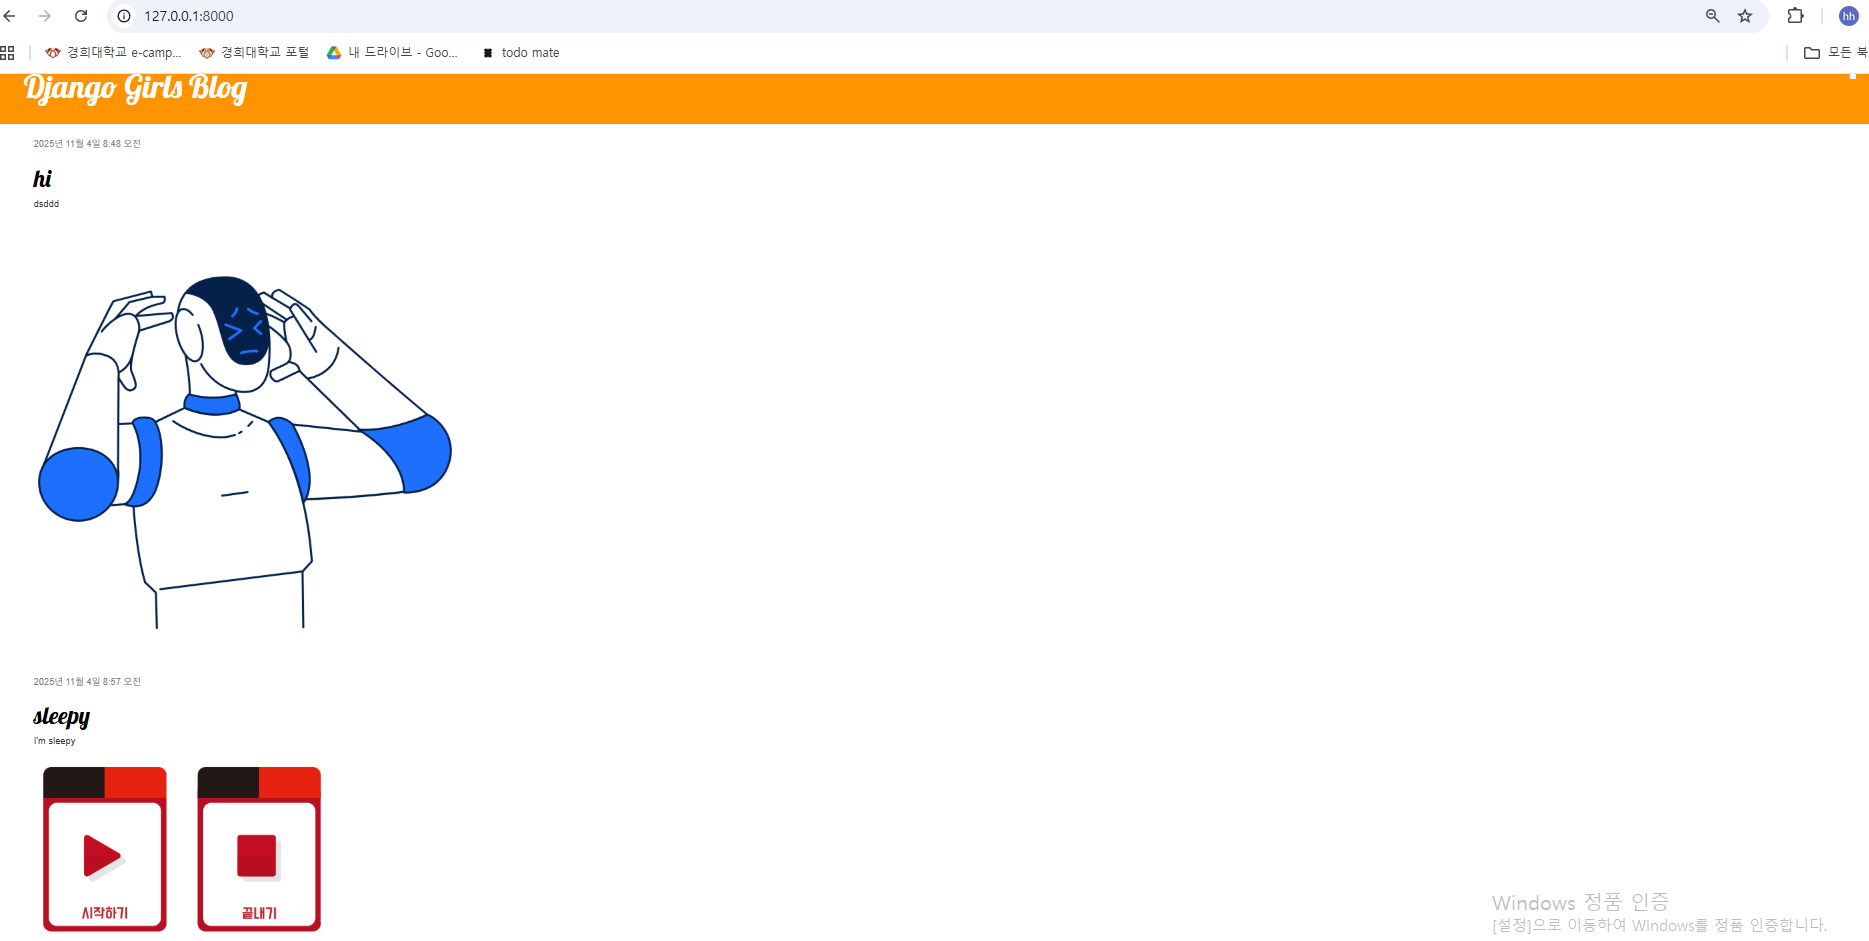 127.0.0.1:8000
hh
경희대학교 e-camp...
경희대학교 포털
내 드라이브 - Goo...
todo mate
모든 북
Django Girls Blog
2025년 11월 4일 8:48 오전
hi
dsddd
2025년 11월 4일 8:57 오전
sleepy
I'm sleepy
시작하기
끝내기
Windows 정품 인증
[설정]으로 이동하여 Windows를 정품 인증합니다.